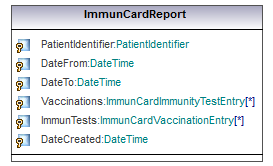 ImmunCardReport
PatientIdentifier:PatientIdentifier
DateFrom:DateTime
DateTo:DateTime
Vaccinations:ImmunCardImmunityTestEntry[*]
ImmunTests:ImmunCardVaccinationEntry[*]
DateCreated:DateTime